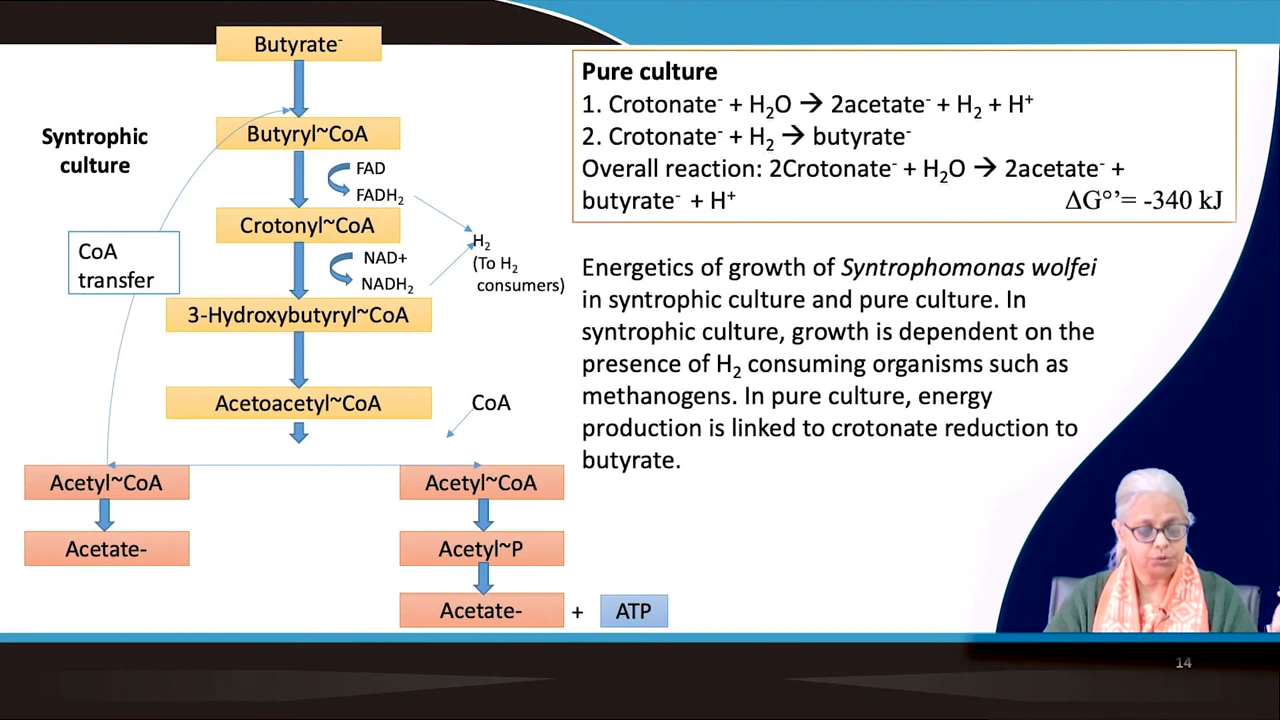 Butyrate⁻
Syntrophic
culture
Butyryl~CoA
FAD
FADH₂
Crotonyl~CoA
H₂
(To H₂
consumers)
CoA
transfer
NAD+
NADH₂
3-Hydroxybutyryl~CoA
Acetoacetyl~CoA
CoA
Acetyl~CoA
Acetyl~CoA
Acetate-
Acetyl~P
Acetate-
+
ATP
Pure culture
1. Crotonate⁻ + H₂O → 2acetate⁻ + H₂ + H⁺
2. Crotonate⁻ + H₂ → butyrate⁻
Overall reaction: 2Crotonate⁻ + H₂O → 2acetate⁻ +
butyrate⁻ + H⁺ ΔG°’= -340 kJ
Energetics of growth of Syntrophomonas wolfei
in syntrophic culture and pure culture. In
syntrophic culture, growth is dependent on the
presence of H₂ consuming organisms such as
methanogens. In pure culture, energy
production is linked to crotonate reduction to
butyrate.
14